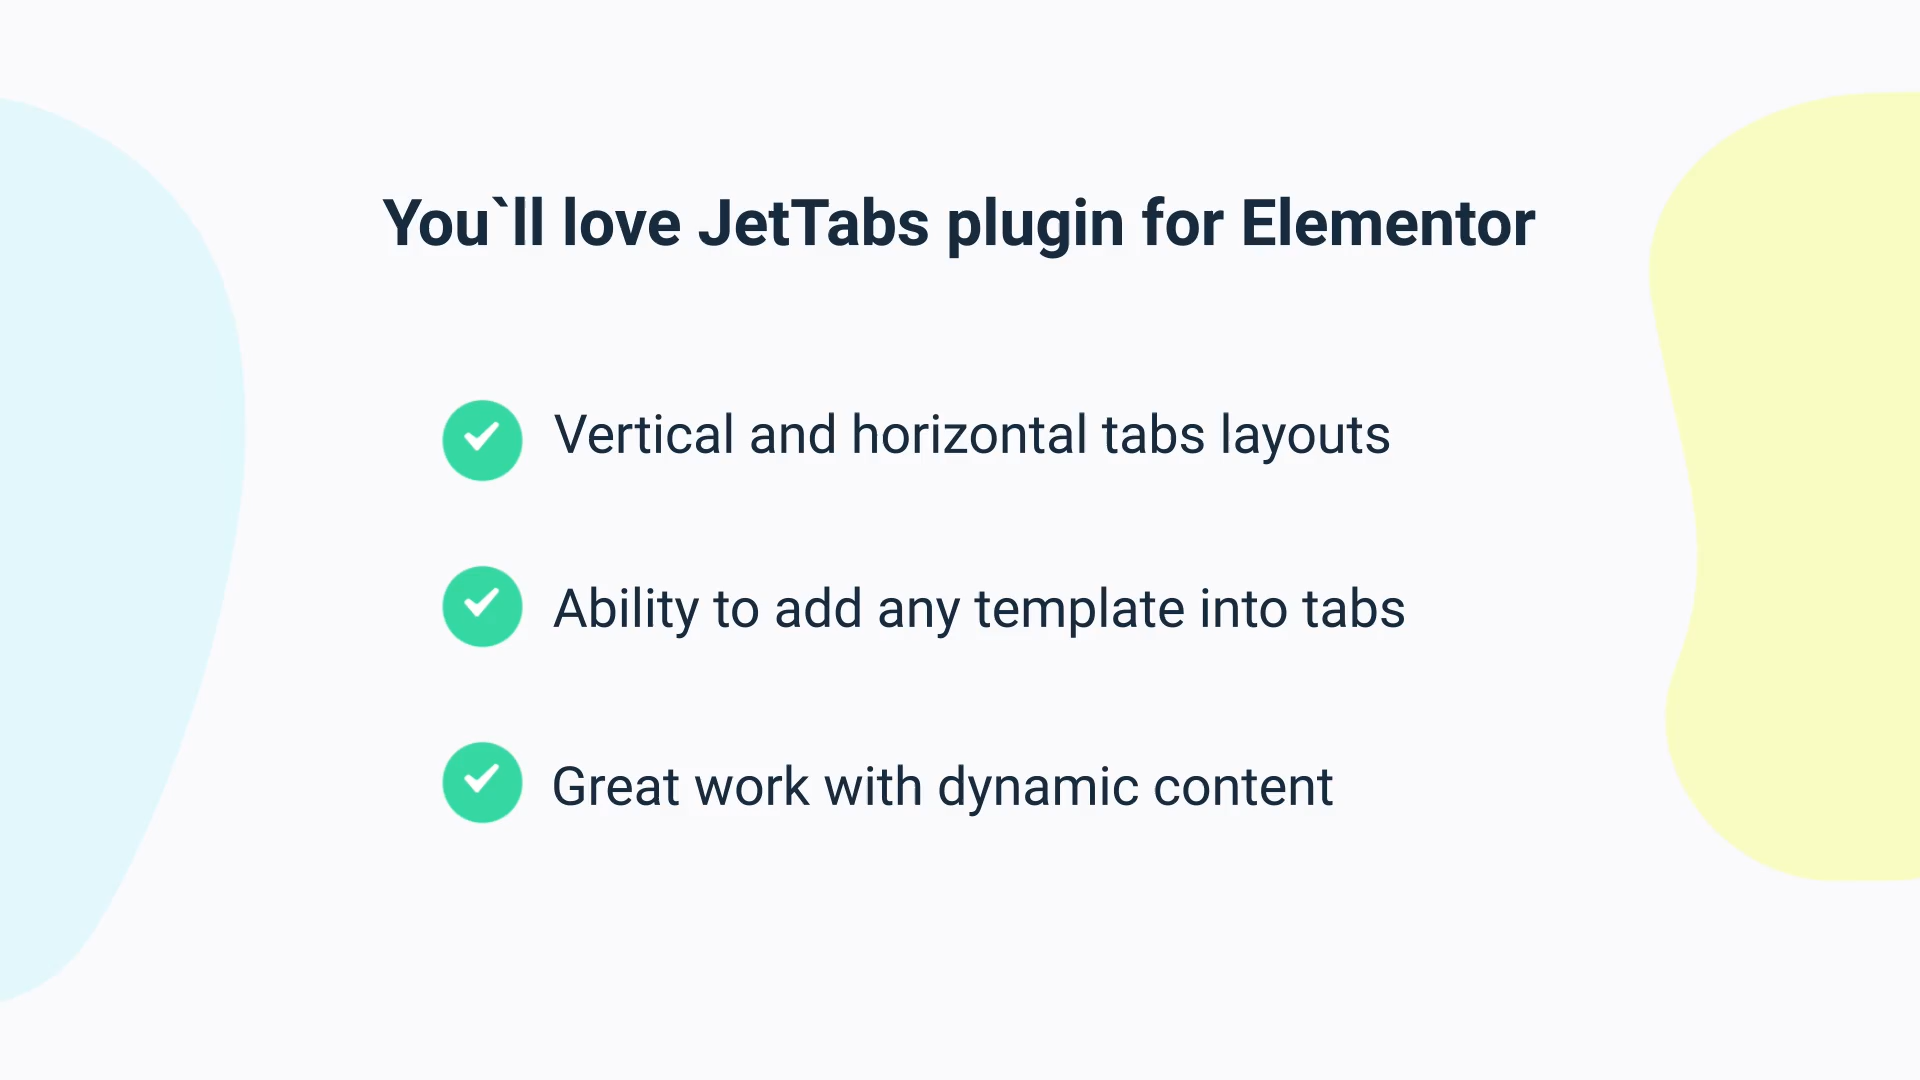 You`ll love JetTabs plugin for Elementor
Vertical and horizontal tabs layouts
Ability to add any template into tabs
Great work with dynamic content